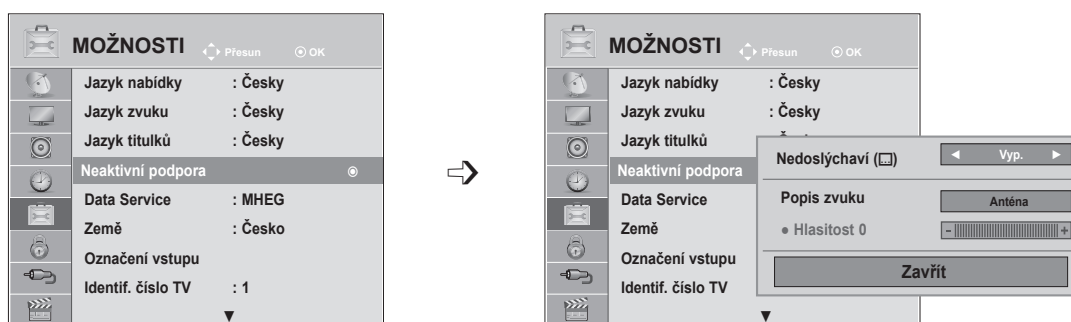 MOŽNOSTI Přesun OK
Jazyk nabídky : Česky
Jazyk zvuku : Česky
Jazyk titulků : Česky
Neaktivní podpora
Data Service : MHEG
Země : Česko
Označení vstupu
Identif. číslo TV : 1
MOŽNOSTI Přesun OK
Jazyk nabídky : Česky
Jazyk zvuku : Česky
Jazyk titulků
Neaktivní podpora
Data Service
Země
Označení vstupu
Identif. číslo TV
Nedoslýchaví () ◄ Vyp. ►
Popis zvuku Anténa
● Hlasitost 0 - +
Zavřít